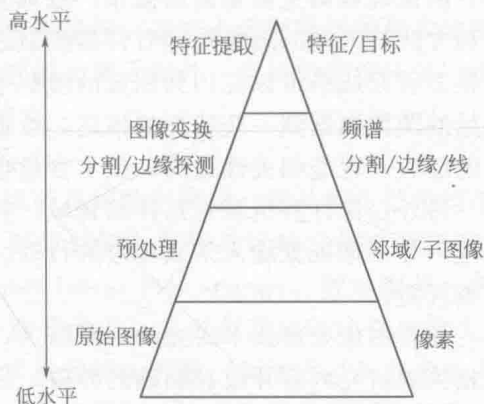 高水平
特征提取
特征/目标
图像变换
频谱
分割/边缘探测
分割/边缘/线
预处理
邻域/子图像
原始图像
像素
低水平